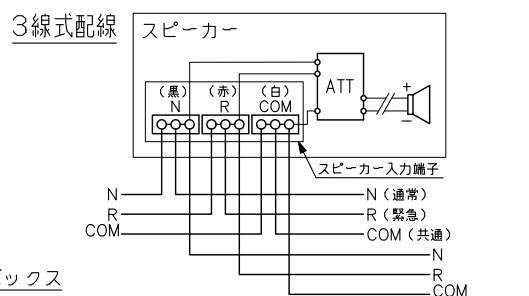 3線式配線
スピーカー
ATT
+
−
(黒) (赤) (白)
N R COM
スピーカー入力端子
N N(通常)
R R(緊急)
COM COM(共通)
N
R
COM
ックス